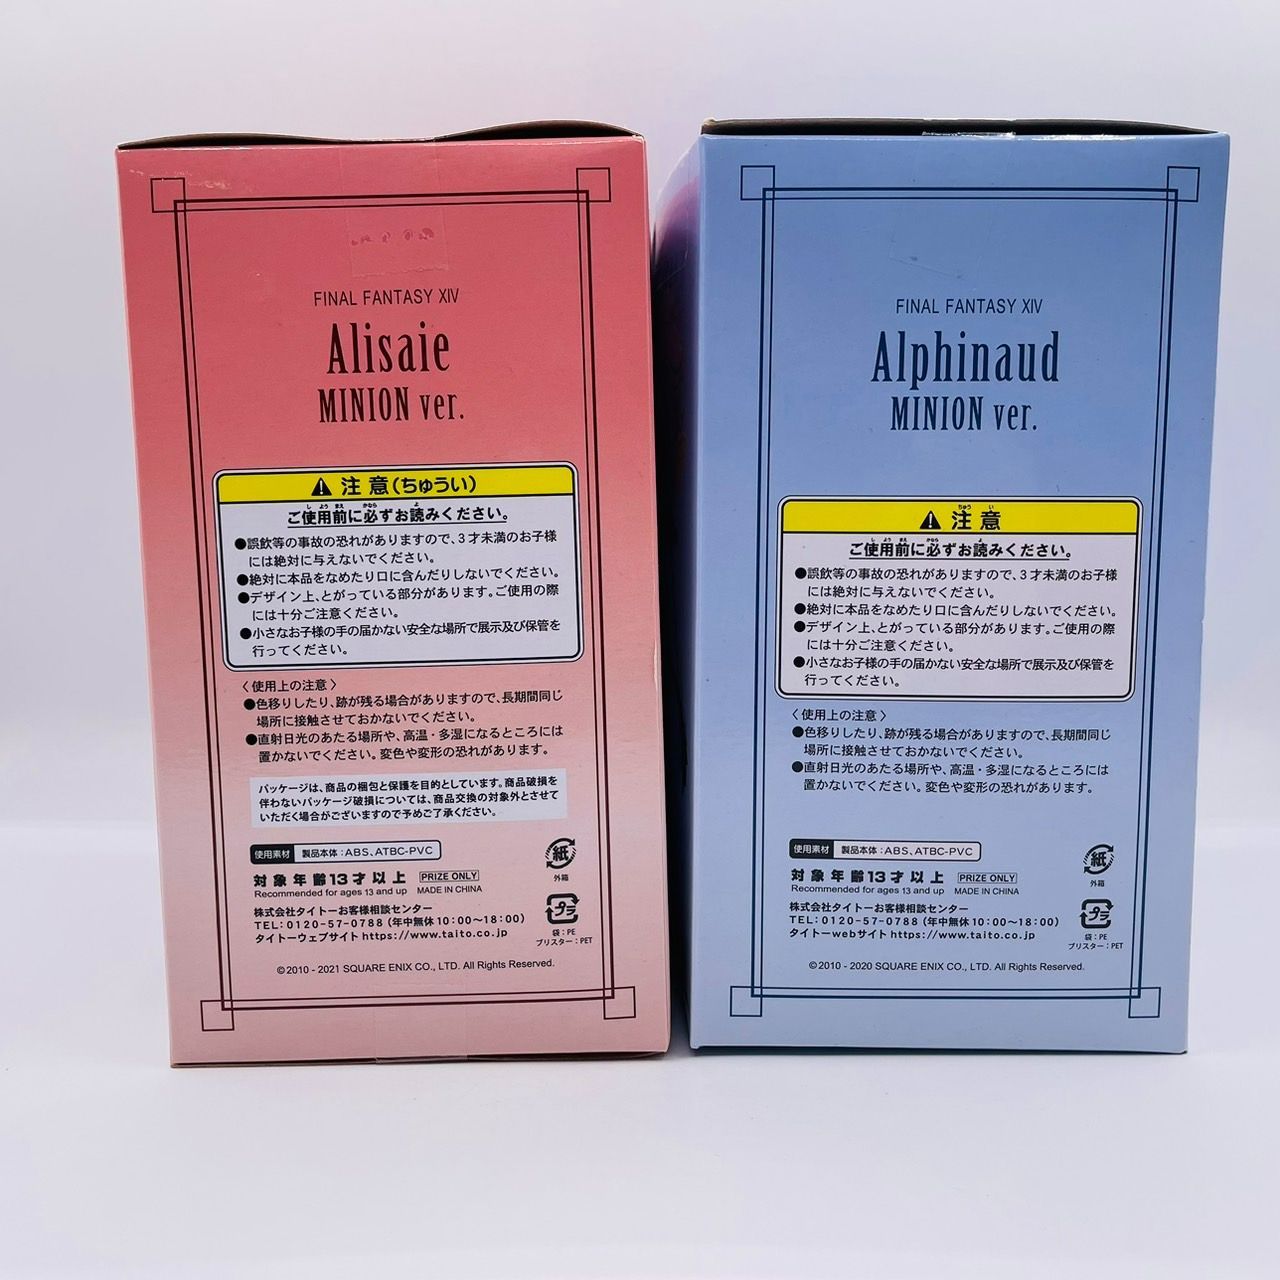 FINAL FANTASY XIV
Alisaie
MINION ver.
注意(ちゅうい)
ご使用前に必ずお読みください。
●誤飲等の事故の恐れがありますので、3才未満のお子様
には絶対に与えないでください。
●絶対に本品をなめたり口に含んだりしないでください。
●デザイン上、とがっている部分があります。ご使用の際
には十分ご注意ください。
●小さなお子様の手の届かない安全な場所で展示及び保管を
行ってください。
〈使用上の注意〉
●色移りしたり、跡が残る場合がありますので、長期間同じ
場所に接触させておかないでください。
●直射日光のあたる場所や、高温・多湿になるところには
置かないでください。変色や変形の恐れがあります。
パッケージは、商品の梱包と保護を目的としています。商品破損を
伴わないパッケージ破損については、商品交換の対象外とさせて
いただく場合がございますので予めご了承ください。
使用素材 製品本体:ABS、ATBC-PVC
対象年齢13才以上 PRIZE ONLY
Recommended for ages 13 and up MADE IN CHINA
株式会社タイトーお客様相談センター
TEL:0120-57-0788(年中無休10:00〜18:00)
タイトーウェブサイト https://www.taito.co.jp
紙
外箱
プラ
袋:PE
ブリスター:PET
©2010 - 2021 SQUARE ENIX CO., LTD. All Rights Reserved.
FINAL FANTASY XIV
Alphinaud
MINION ver.
注意
ご使用前に必ずお読みください。
●誤飲等の事故の恐れがありますので、3才未満のお子様
には絶対に与えないでください。
●絶対に本品をなめたり口に含んだりしないでください。
●デザイン上、とがっている部分があります。ご使用の際
には十分ご注意ください。
●小さなお子様の手の届かない安全な場所で展示及び保管を
行ってください。
〈使用上の注意〉
●色移りしたり、跡が残る場合がありますので、長期間同じ
場所に接触させておかないでください。
●直射日光のあたる場所や、高温・多湿になるところには
置かないでください。変色や変形の恐れがあります。
使用素材 製品本体:ABS、ATBC-PVC
対象年齢13才以上 PRIZE ONLY
Recommended for ages 13 and up MADE IN CHINA
株式会社タイトーお客様相談センター
TEL:0120-57-0788(年中無休10:00〜18:00)
タイトーwebサイト https://www.taito.co.jp
紙
外箱
プラ
袋:PE
ブリスター:PET
©2010 - 2020 SQUARE ENIX CO., LTD. All Rights Reserved.